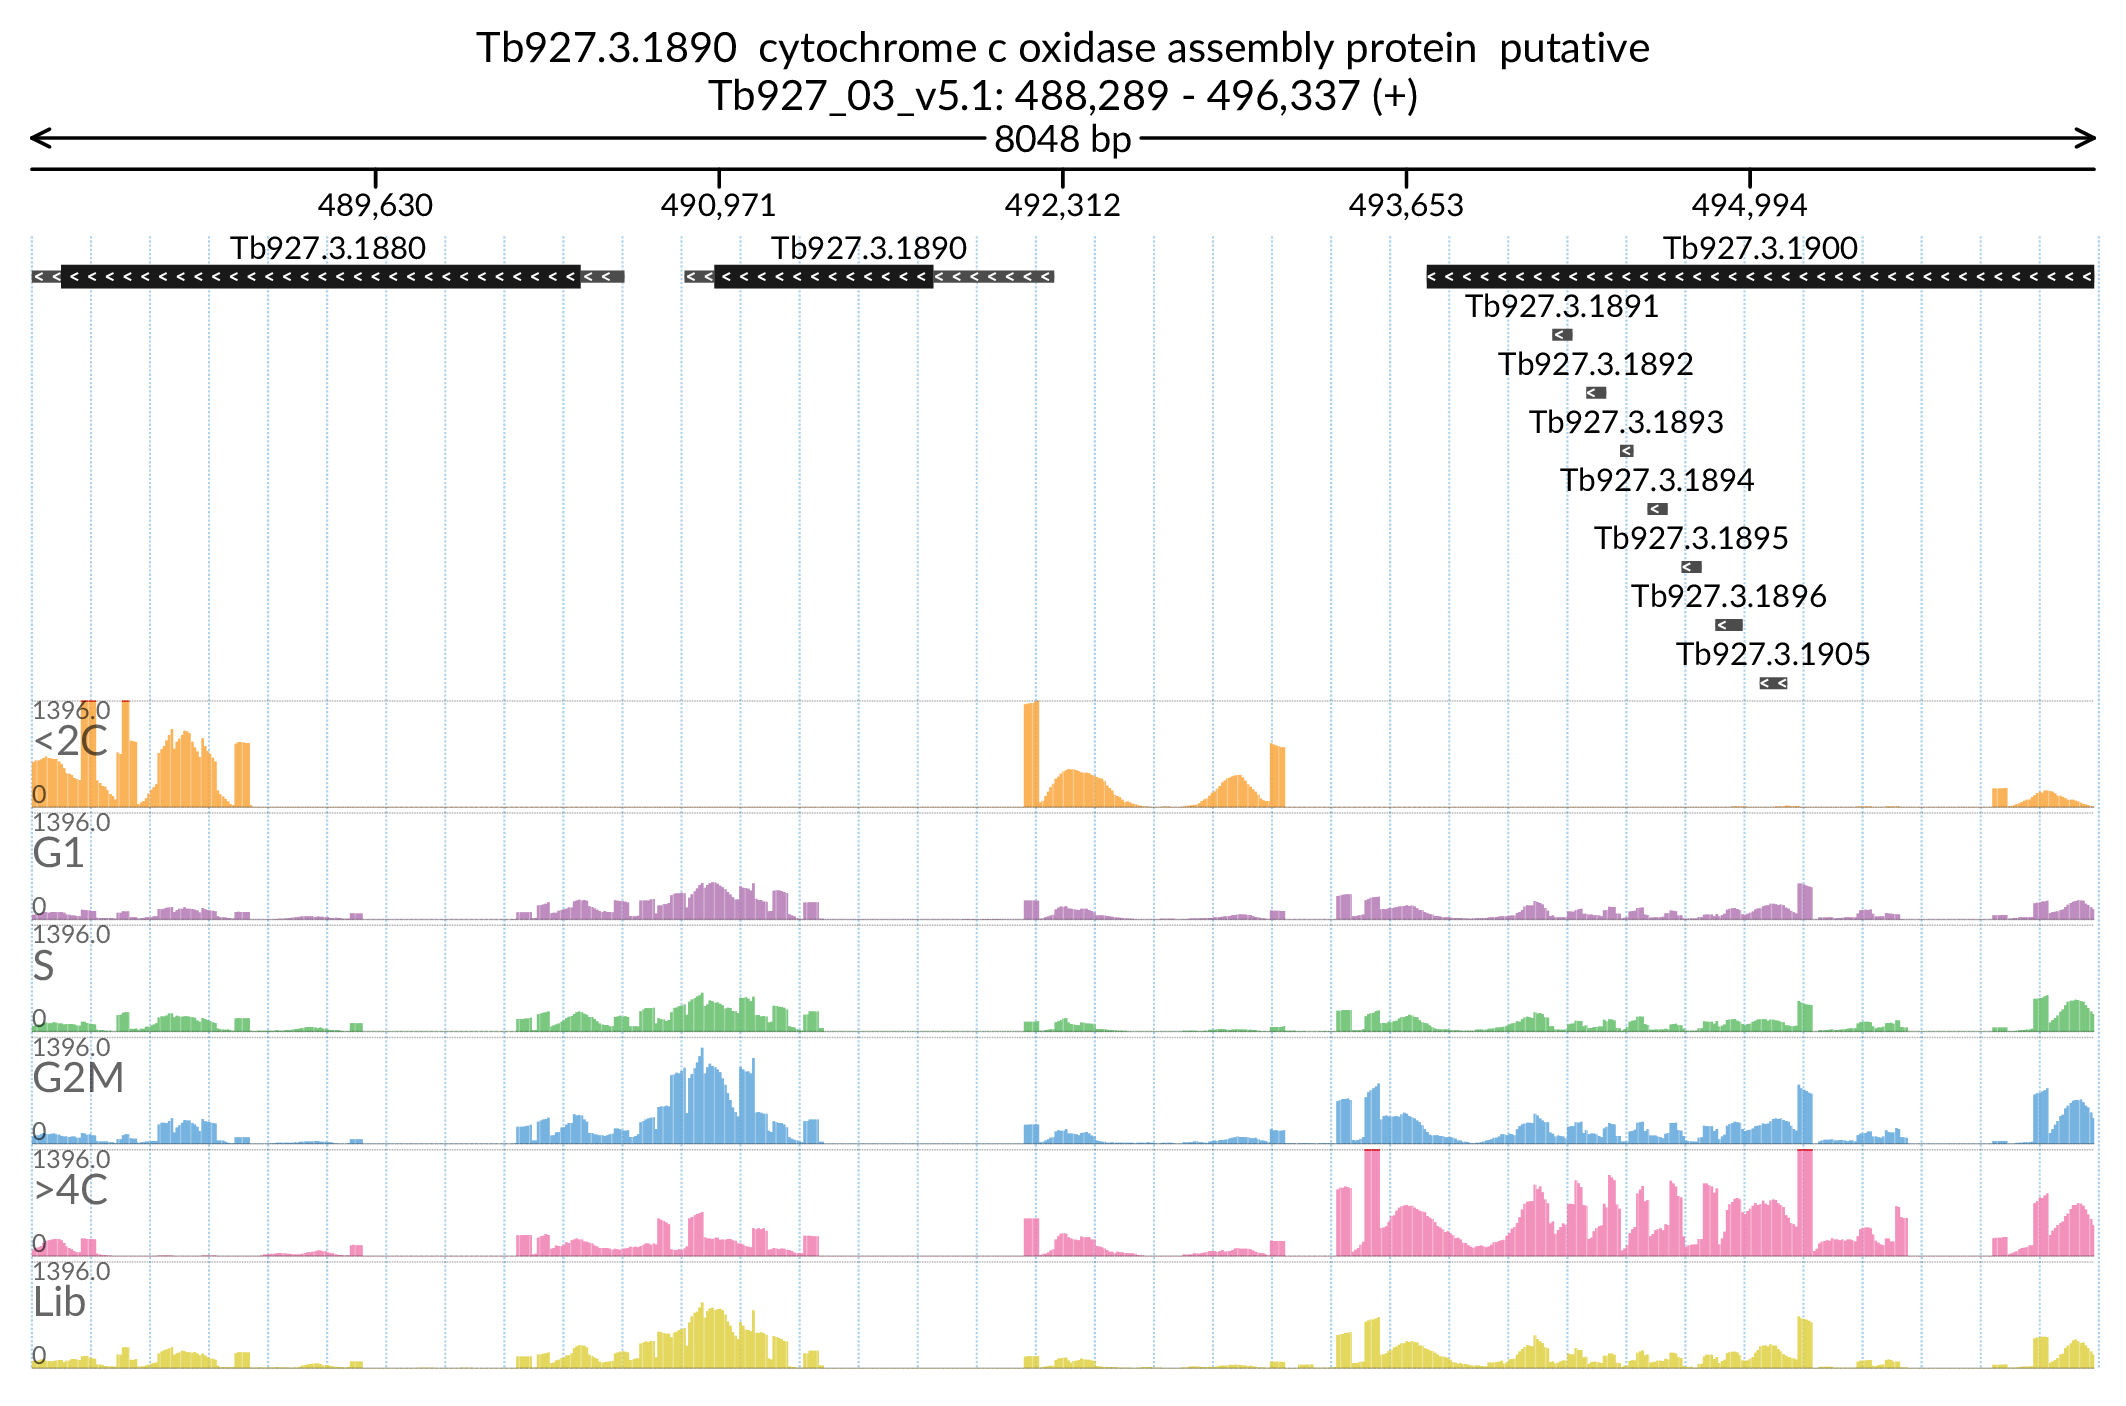 Tb927.3.1890  cytochrome c oxidase assembly protein  putative
Tb927_03_v5.1: 488,289 - 496,337 (+)
8048 bp
489,630 490,971 492,312 493,653 494,994
Tb927.3.1880 Tb927.3.1890 Tb927.3.1900
Tb927.3.1891
Tb927.3.1892
Tb927.3.1893
Tb927.3.1894
Tb927.3.1895
Tb927.3.1896
Tb927.3.1905
1396.0
<2C
0
1396.0
G1
0
1396.0
S
0
1396.0
G2M
0
1396.0
>4C
0
1396.0
Lib
0